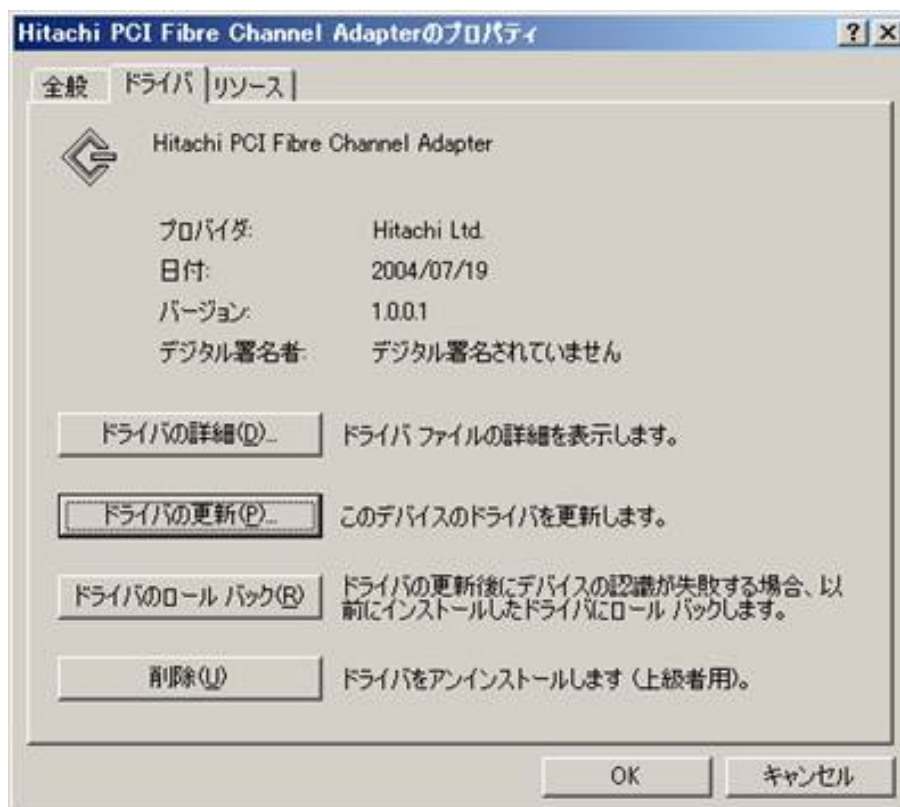 Hitachi PCI Fibre Channel Adapterのプロパティ
全般 ドライバ リソース
Hitachi PCI Fibre Channel Adapter
プロバイダ: Hitachi Ltd.
日付: 2004/07/19
バージョン: 1.0.0.1
デジタル署名者: デジタル署名されていません
ドライバの詳細(D)... ドライバ ファイルの詳細を表示します。
ドライバの更新(P)... このデバイスのドライバを更新します。
ドライバのロール バック(R) ドライバの更新後にデバイスの認識が失敗する場合、以
前にインストールしたドライバにロール バックします。
削除(U) ドライバをアンインストールします (上級者用)。
OK キャンセル